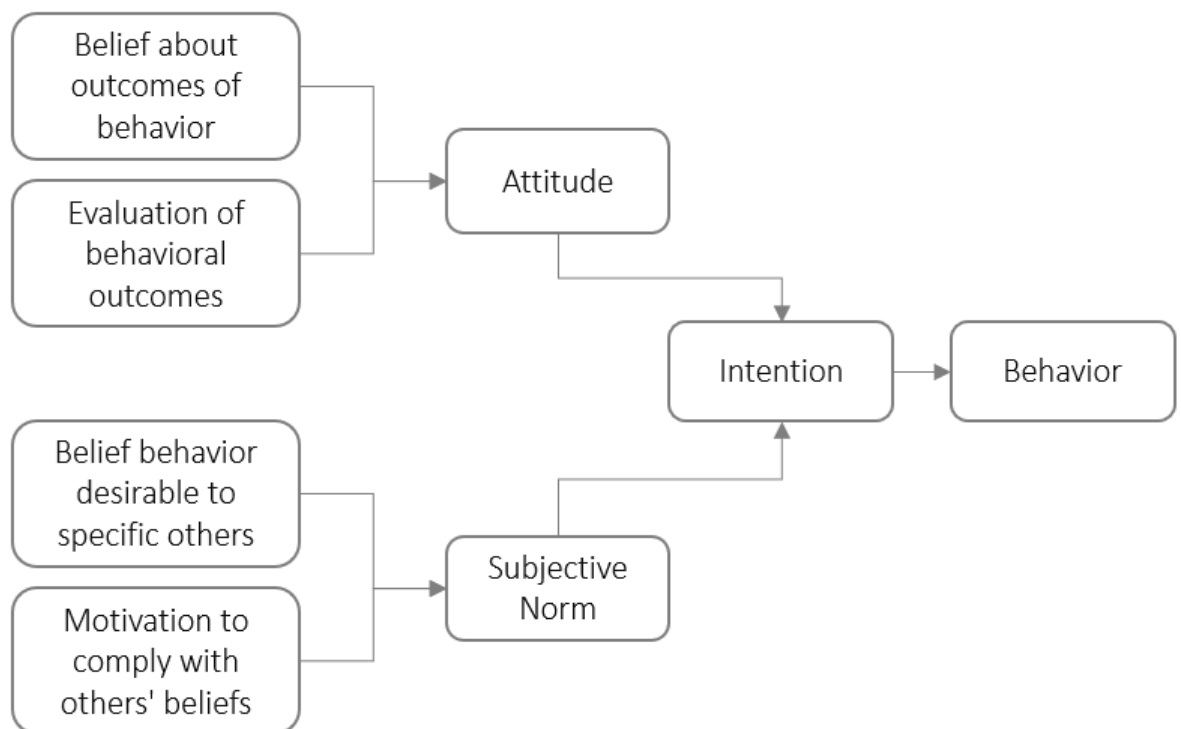 Belief about
outcomes of
behavior
Evaluation of
behavioral
outcomes
Attitude
Intention
Behavior
Belief behavior
desirable to
specific others
Motivation to
comply with
others' beliefs
Subjective
Norm